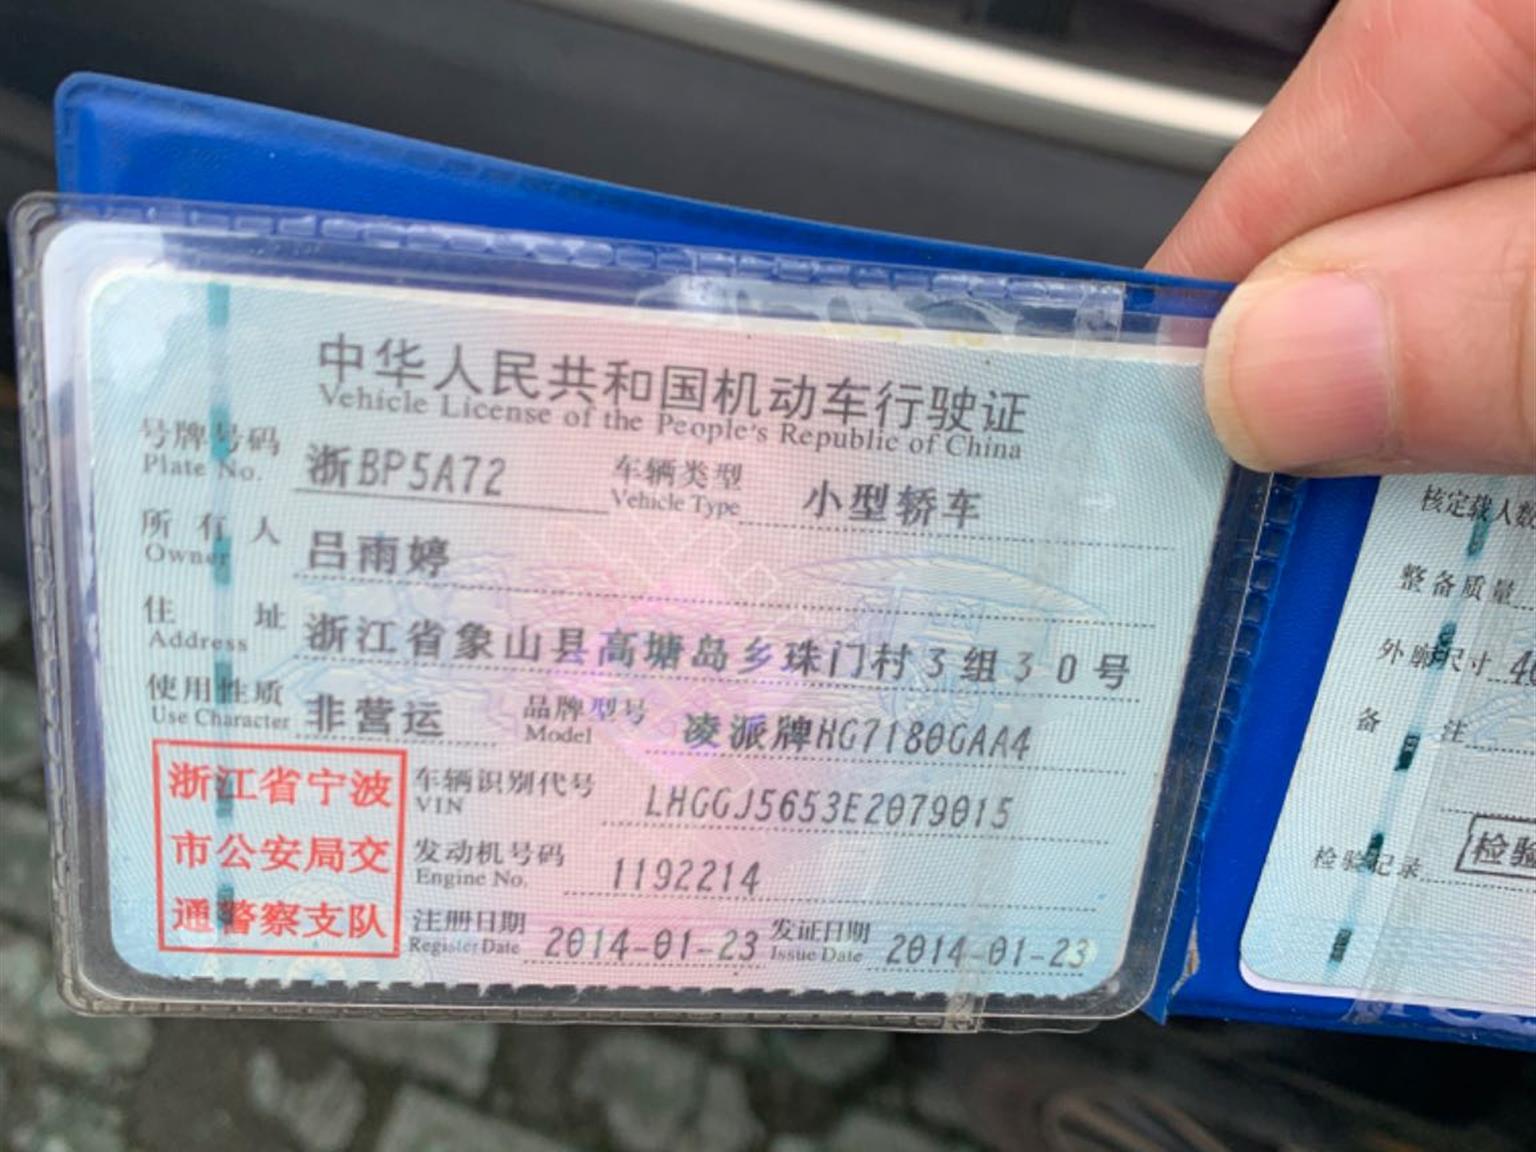 中华人民共和国机动车行驶证
Vehicle License of the People's Republic of China
号牌号码 浙BP5A72 车辆类型 小型轿车
Plate No. Vehicle Type
所有人 吕雨婷
Owner
住址 浙江省象山县高塘岛乡珠门村3组30号
Address
使用性质 非营运 品牌型号 凌派牌HG7180GAA4
Use Character Model
浙江省宁波
市公安局交
通警察支队
车辆识别代号 LHGGJ5653E2079015
VIN
发动机号码 1192214
Engine No.
注册日期 2014-01-23 发证日期 2014-01-23
Register Date Issue Date
核定载人数
整备质量
外廓尺寸
备注
检验记录 检验